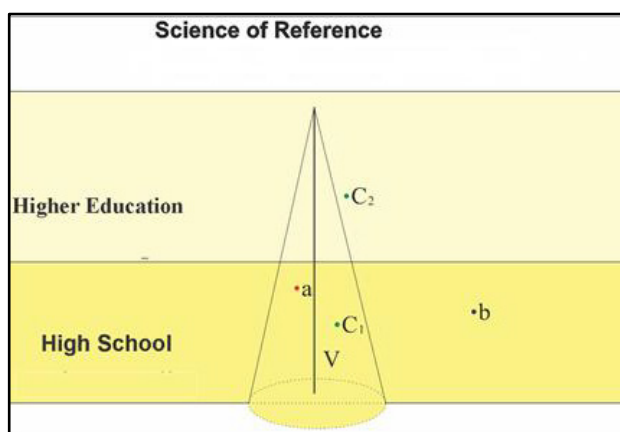 Science of Reference
Higher Education
C₂
a
C₁
b
High School
V